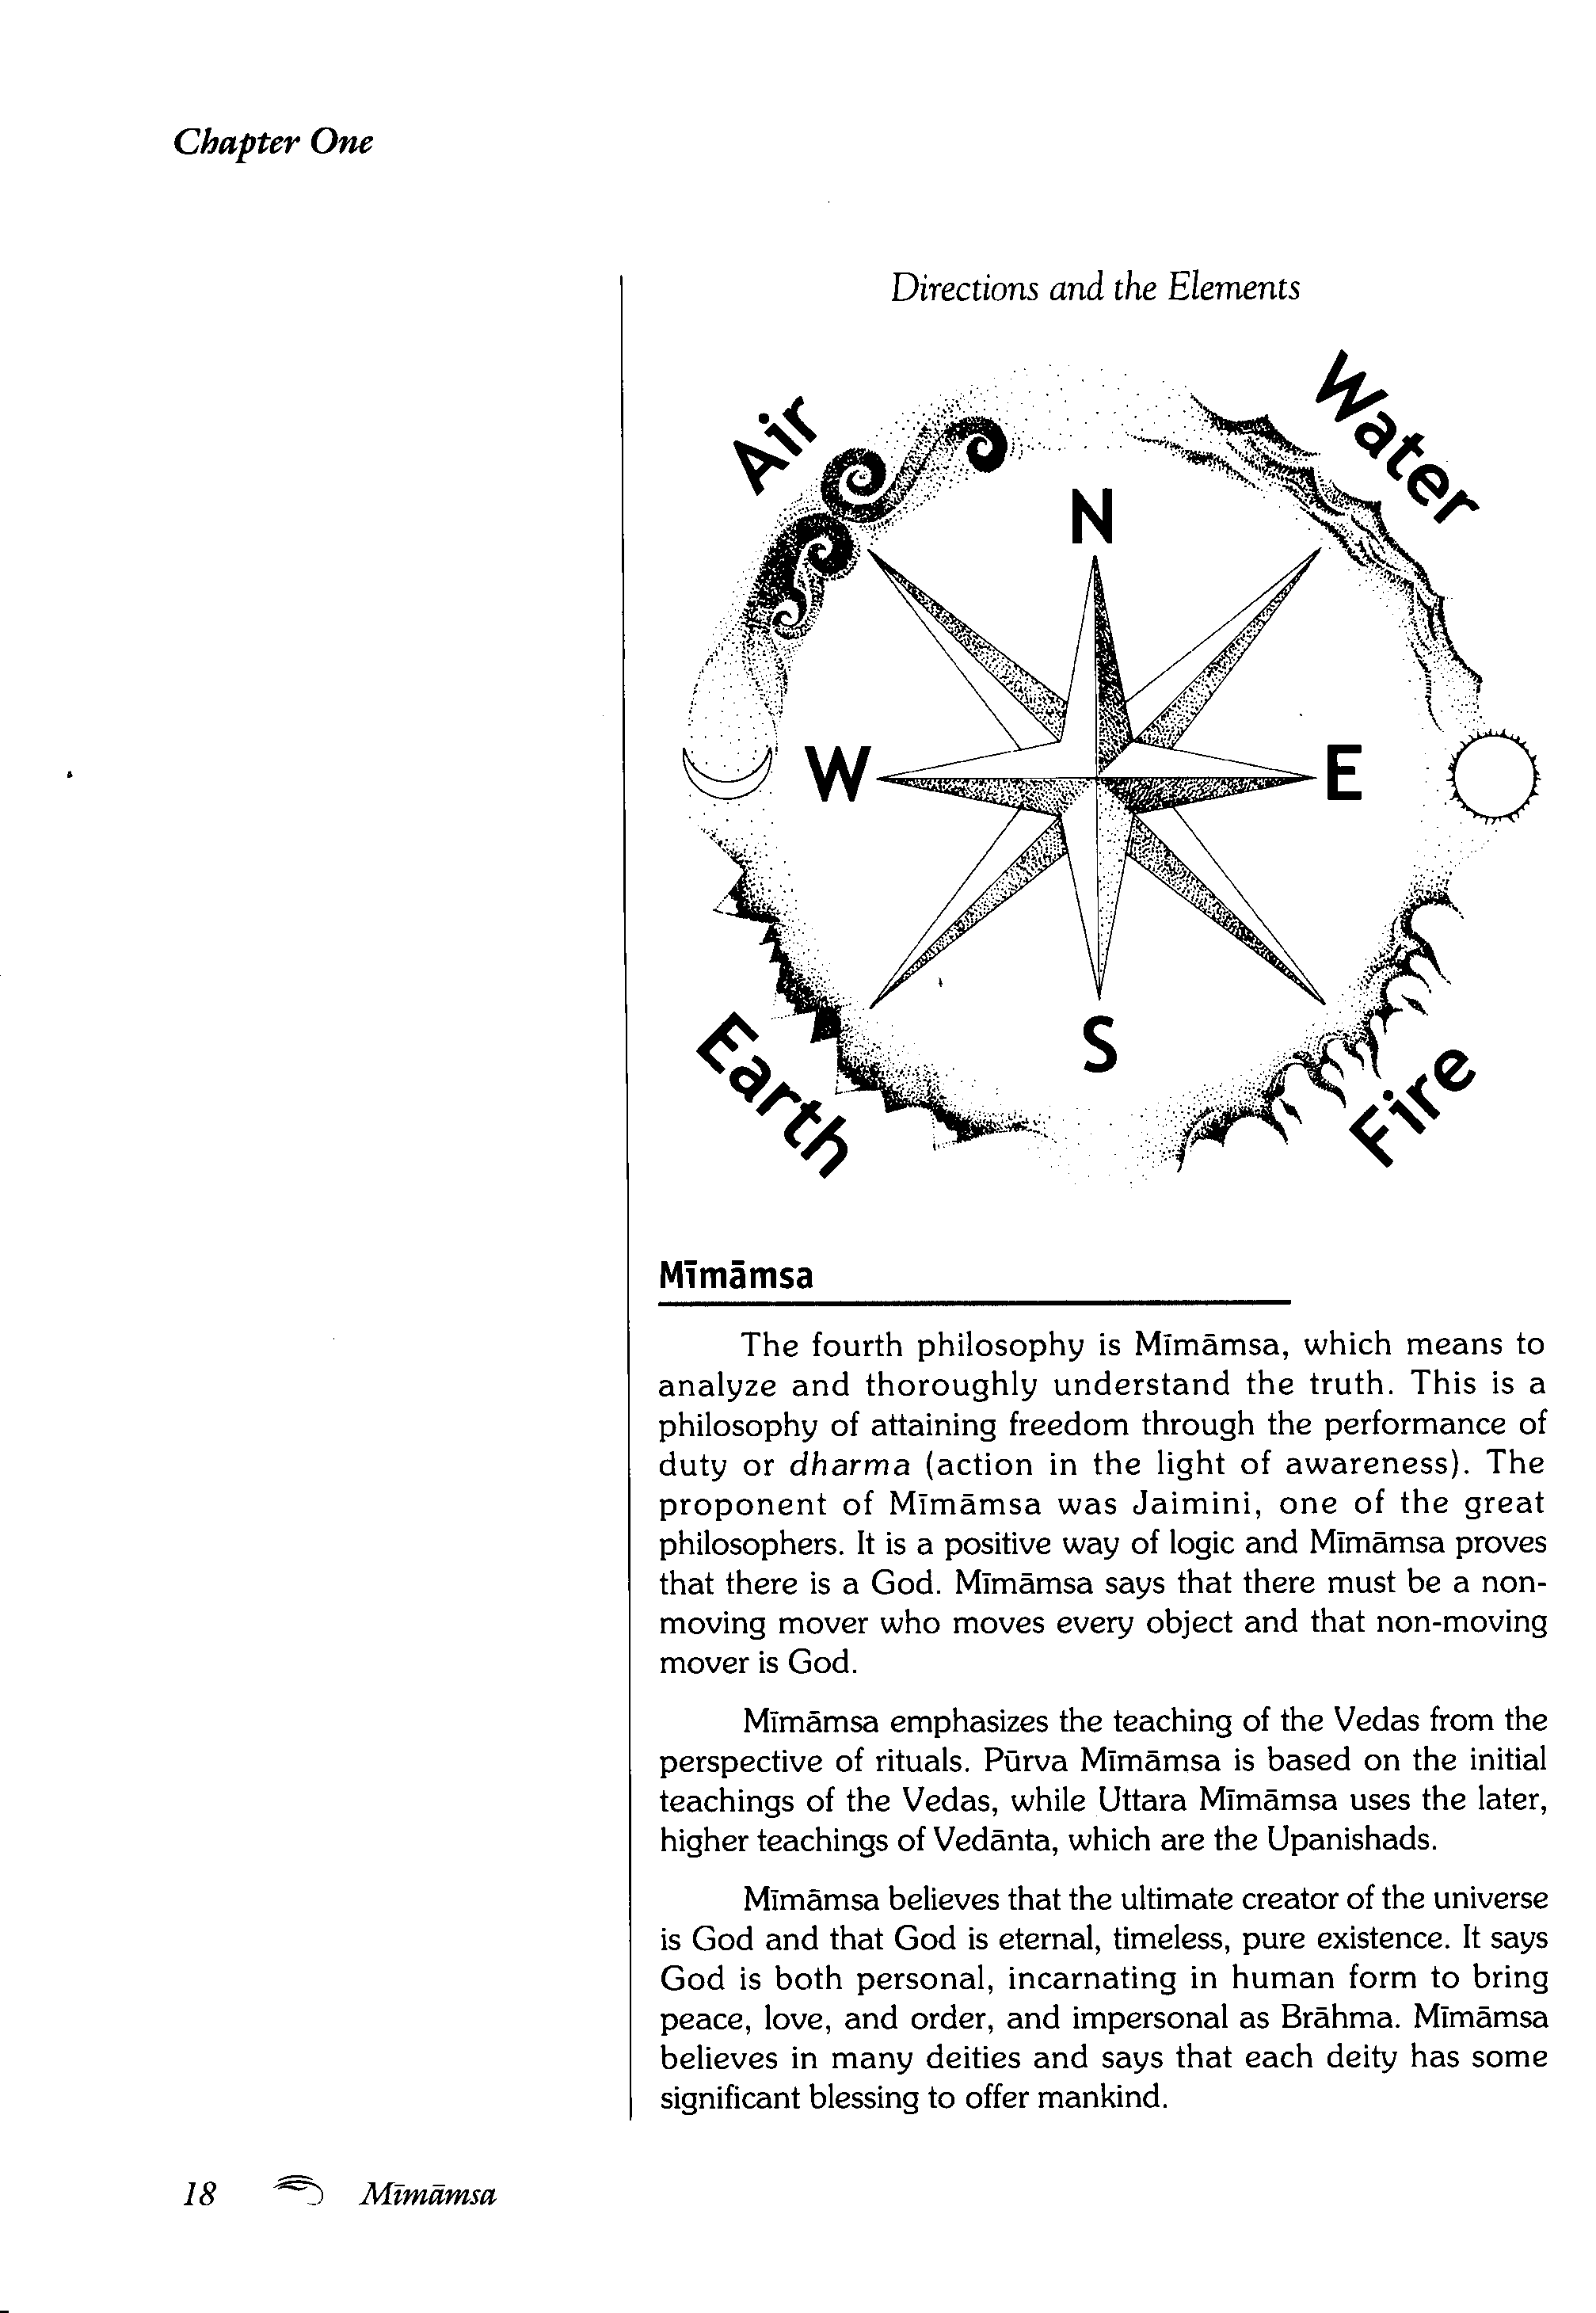 Chapter One
Directions and the Elements
Air
Water
N
W
E
S
Earth
Fire
Mīmāmsa
The fourth philosophy is Mīmāmsa, which means to
analyze and thoroughly understand the truth. This is a
philosophy of attaining freedom through the performance of
duty or dharma (action in the light of awareness). The
proponent of Mīmāmsa was Jaimini, one of the great
philosophers. It is a positive way of logic and Mīmāmsa proves
that there is a God. Mīmāmsa says that there must be a non-
moving mover who moves every object and that non-moving
mover is God.
Mīmāmsa emphasizes the teaching of the Vedas from the
perspective of rituals. Pūrva Mīmāmsa is based on the initial
teachings of the Vedas, while Uttara Mīmāmsa uses the later,
higher teachings of Vedānta, which are the Upanishads.
Mīmāmsa believes that the ultimate creator of the universe
is God and that God is eternal, timeless, pure existence. It says
God is both personal, incarnating in human form to bring
peace, love, and order, and impersonal as Brāhma. Mīmāmsa
believes in many deities and says that each deity has some
significant blessing to offer mankind.
18 Mīmāmsa